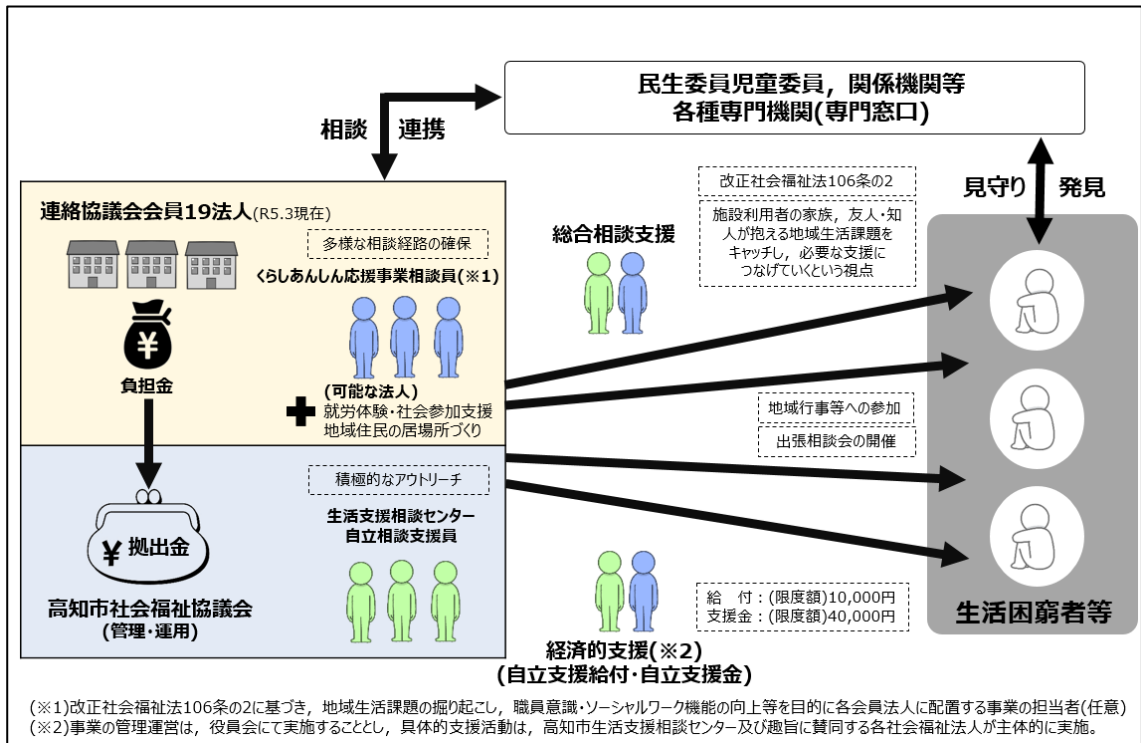 民生委員児童委員，関係機関等
各種専門機関(専門窓口)
相談
連携
見守り
発見
連絡協議会会員19法人(R5.3現在)
多様な相談経路の確保
くらしあんしん応援事業相談員(※1)
¥
負担金
(可能な法人)
就労体験・社会参加支援
地域住民の居場所づくり
総合相談支援
改正社会福祉法106条の2
施設利用者の家族，友人・知
人が抱える地域生活課題を
キャッチし，必要な支援に
つなげていくという視点
地域行事等への参加
出張相談会の開催
積極的なアウトリーチ
生活支援相談センター
自立相談支援員
¥ 拠出金
高知市社会福祉協議会
(管理・運用)
給　付：(限度額)10,000円
支援金：(限度額)40,000円
経済的支援(※2)
(自立支援給付・自立支援金)
生活困窮者等
(※1)改正社会福祉法106条の2に基づき，地域生活課題の掘り起こし，職員意識・ソーシャルワーク機能の向上等を目的に各会員法人に配置する事業の担当者(任意)
(※2)事業の管理運営は，役員会にて実施することとし，具体的支援活動は，高知市生活支援相談センター及び趣旨に賛同する各社会福祉法人が主体的に実施。